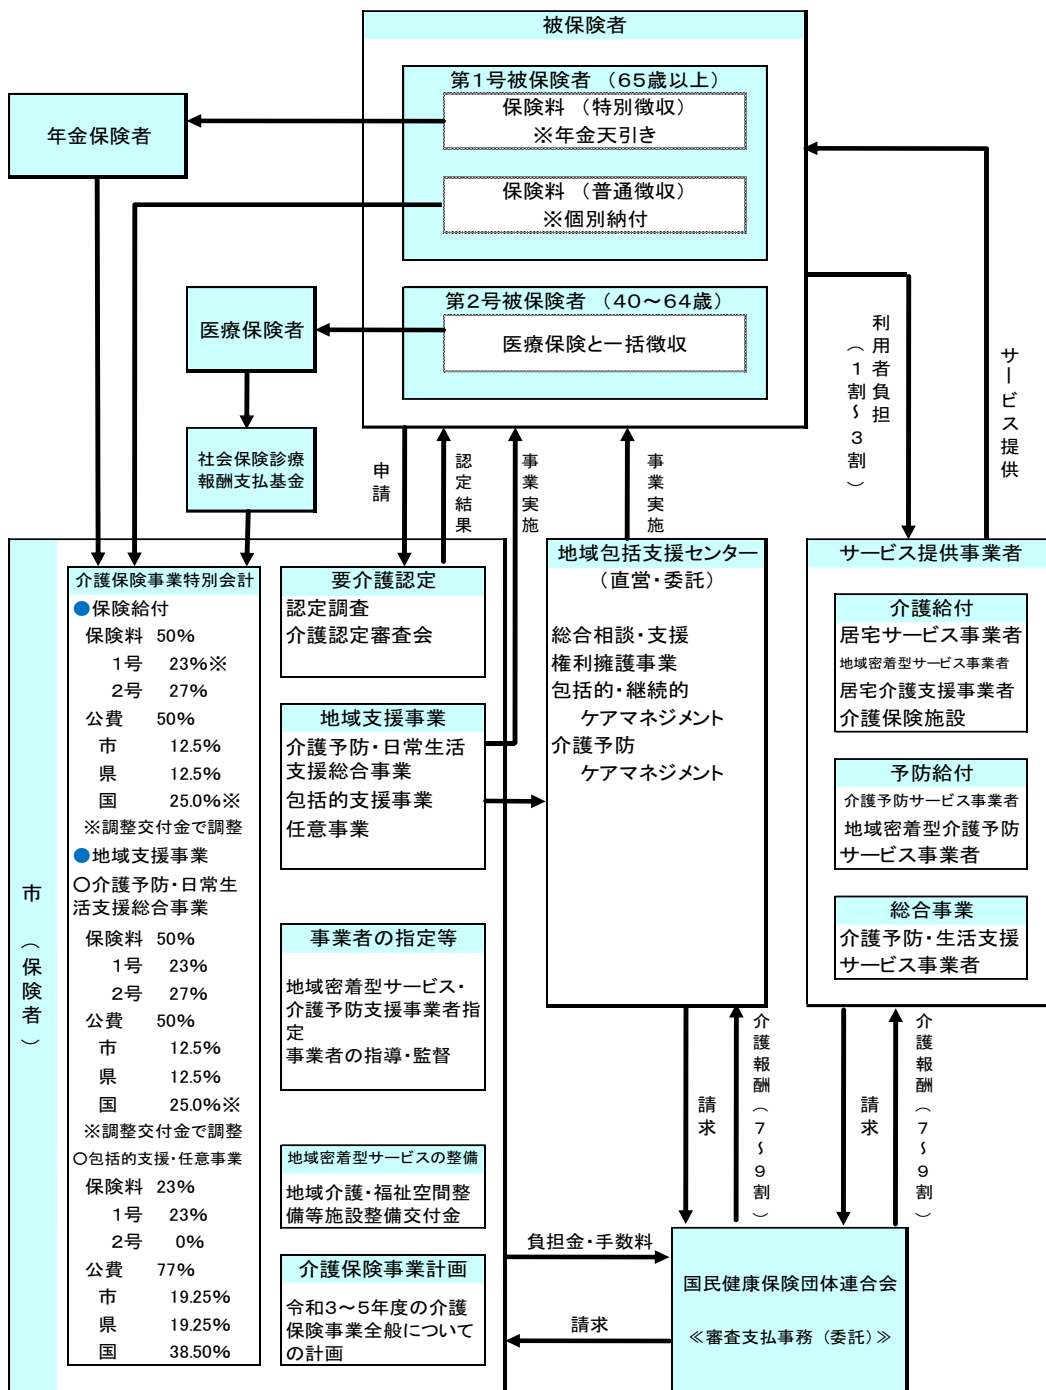 被保険者
第1号被保険者 （65歳以上）
保険料 （特別徴収）
※年金天引き
保険料 （普通徴収）
※個別納付
第2号被保険者 （40～64歳）
医療保険と一括徴収
年金保険者
医療保険者
社会保険診療
報酬支払基金
申請
認定結果
事業実施
事業実施
利用者負担
（1割～3割）
サービス提供
市 （保険者）
介護保険事業特別会計
●保険給付
保険料 50%
1号 23%※
2号 27%
公費 50%
市 12.5%
県 12.5%
国 25.0%※
※調整交付金で調整
●地域支援事業
○介護予防・日常生
活支援総合事業
保険料 50%
1号 23%
2号 27%
公費 50%
市 12.5%
県 12.5%
国 25.0%※
※調整交付金で調整
○包括的支援・任意事業
保険料 23%
1号 23%
2号 0%
公費 77%
市 19.25%
県 19.25%
国 38.50%
要介護認定
認定調査
介護認定審査会
地域支援事業
介護予防・日常生活
支援総合事業
包括的支援事業
任意事業
事業者の指定等
地域密着型サービス・
介護予防支援事業者指
定
事業者の指導・監督
地域密着型サービスの整備
地域介護・福祉空間整
備等施設整備交付金
介護保険事業計画
令和3～5年度の介護
保険事業全般について
の計画
地域包括支援センター
（直営・委託）
総合相談・支援
権利擁護事業
包括的・継続的
ケアマネジメント
介護予防
ケアマネジメント
サービス提供事業者
介護給付
居宅サービス事業者
地域密着型サービス事業者
居宅介護支援事業者
介護保険施設
予防給付
介護予防サービス事業者
地域密着型介護予防
サービス事業者
総合事業
介護予防・生活支援
サービス事業者
請求
介護報酬（7～9割）
請求
介護報酬（7～9割）
負担金・手数料
請求
国民健康保険団体連合会
≪審査支払事務（委託）≫